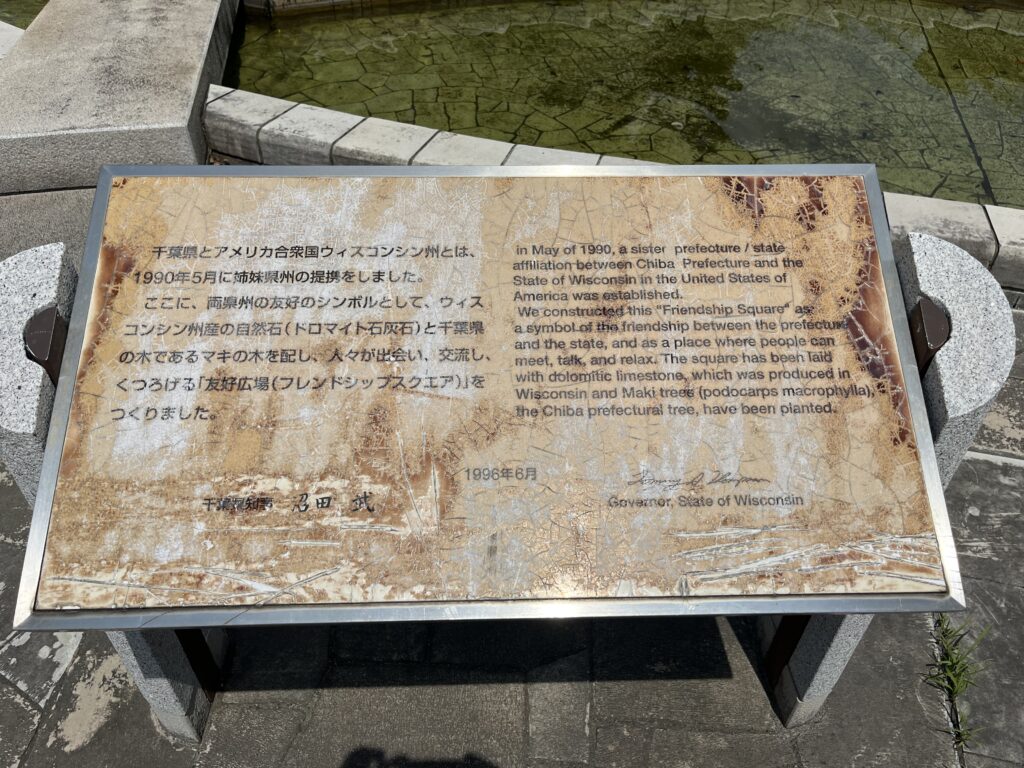 千葉県とアメリカ合衆国ウィスコンシン州とは、
1990年5月に姉妹県州の提携をしました。
ここに、両県州の友好のシンボルとして、ウィス
コンシン州産の自然石(ドロマイト石灰石)と千葉県
の木であるマキの木を配し、人々が出会い、交流し、
くつろげる「友好広場(フレンドシップスクエア)」を
つくりました。
in May of 1990, a sister prefecture / state
affiliation between Chiba Prefecture and the
State of Wisconsin in the United States of
America was established.
We constructed this "Friendship Square" as
a symbol of the friendship between the prefecture
and the state, and as a place where people can
meet, talk, and relax. The square has been laid
with dolomitic limestone, which was produced in
Wisconsin and Maki trees (podocarps macrophylla),
the Chiba prefectural tree, have been planted.
1996年6月
千葉県知事 沼田 武
Tommy G Thompson
Governor, State of Wisconsin